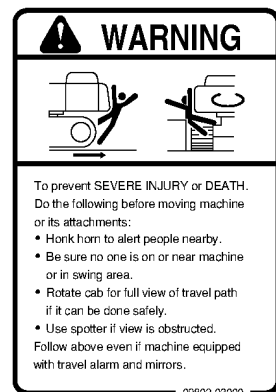 WARNING
To prevent SEVERE INJURY or DEATH.
Do the following before moving machine
or its attachments:
• Honk horn to alert people nearby.
• Be sure no one is on or near machine
or in swing area.
• Rotate cab for full view of travel path
if it can be done safely.
• Use spotter if view is obstructed.
Follow above even if machine equipped
with travel alarm and mirrors.